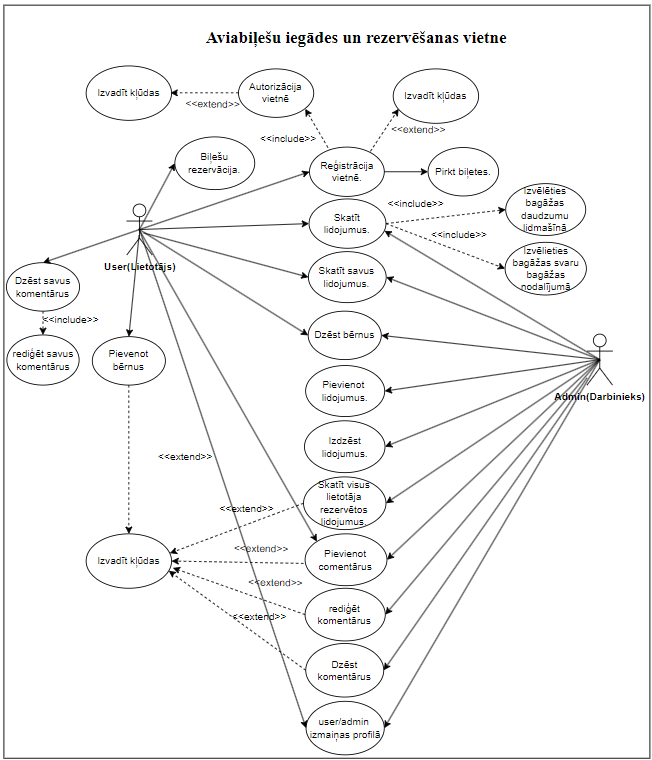 Aviabiļešu iegādes un rezervēšanas vietne
Izvadīt kļūdas
<<extend>>
Autorizācija
vietnē
Izvadīt kļūdas
<<extend>>
<<include>>
Biļešu
rezervācija.
Reģistrācija
vietnē.
Pirkt biļetes.
Skatīt
lidojumus.
<<include>>
<<include>>
Izvēlēties
bagāžas
daudzumu
lidmašīnā
Izvēlieties
bagāžas svaru
bagāžas
nodalījumā
User(Lietotājs)
Dzēst savus
komentārus
<<include>>
rediģēt savus
komentārus
Pievenot
bērnus
Skatīt savus
lidojumus.
Dzēst bērnus
Pievienot
lidojumus.
Admin(Darbinieks)
Izdzēst
lidojumus.
<<extend>>
Skatīt visus
lietotāja
rezervētos
lidojumus.
<<extend>>
Izvadīt kļūdas
<<extend>>
Pievienot
comentārus
<<extend>>
rediģēt
komentārus
<<extend>>
Dzēst
komentārus
user/admin
izmaiņas profilā